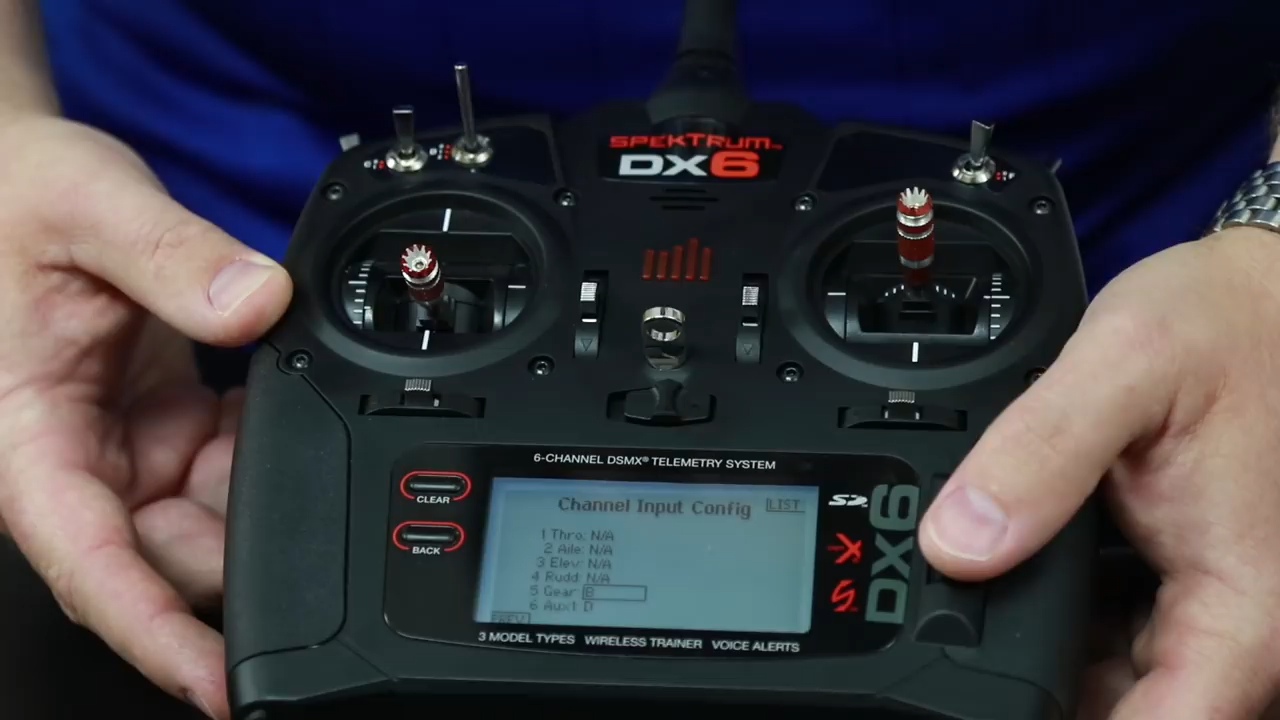 SPEKTRUM
DX6
6-CHANNEL DSMX® TELEMETRY SYSTEM
CLEAR
BACK
Channel Input Config
LIST
1 Thro: N/A
2 Aile: N/A
3 Elev: N/A
4 Rudd: N/A
5 Gear: B
6 Aux1: D
PREV
SD
DX6
3 MODEL TYPES WIRELESS TRAINER VOICE ALERTS